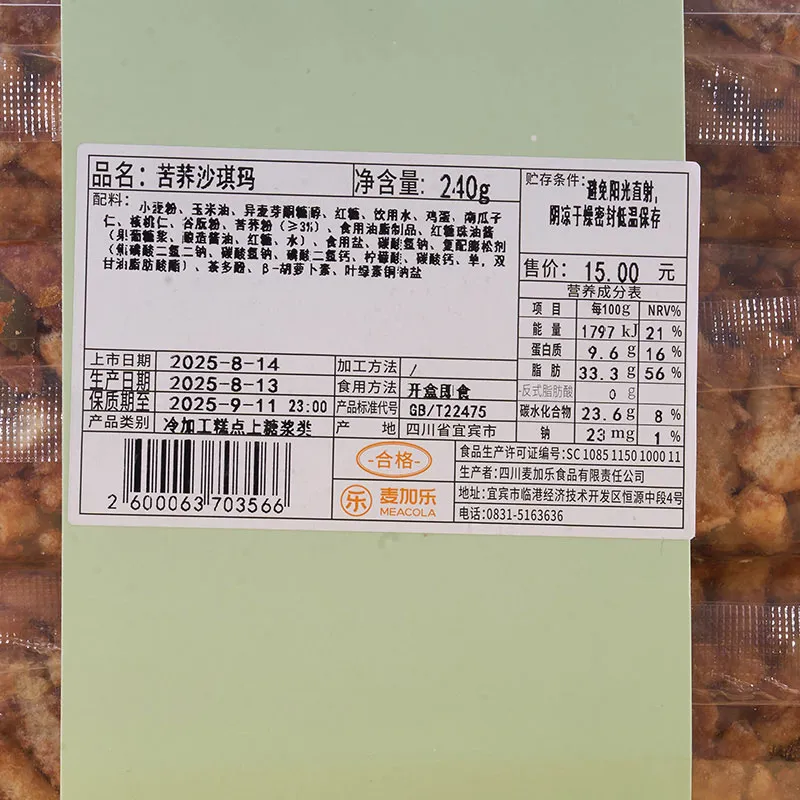 品名：苦荞沙琪玛
净含量：240g
配料：小麦粉、玉米油、异麦芽酮糖醇、红糖、饮用水、鸡蛋、南瓜子
仁、核桃仁、谷朊粉、苦荞粉（≥3%）、食用油脂制品、红糖珠油酱
（果葡糖浆、酿造酱油、红糖、水）、食用盐、碳酸氢钠、复配膨松剂
（焦磷酸二氢二钠、碳酸氢钠、磷酸二氢钙、柠檬酸、碳酸钙、单，双
甘油脂肪酸酯）、茶多酚、β-胡萝卜素、叶绿素铜钠盐
贮存条件：避免阳光直射，
阴凉干燥密封低温保存
售价：15.00 元
营养成分表
项目 每100g NRV%
能量 1797 kJ 21 %
蛋白质 9.6 g 16 %
脂肪 33.3 g 56 %
-反式脂肪酸 0 g
碳水化合物 23.6 g 8 %
钠 23 mg 1 %
上市日期 2025-8-14
生产日期 2025-8-13
保质期至 2025-9-11 23:00
产品类别 冷加工糕点上糖浆类
加工方法 /
食用方法 开盒即食
产品标准代号 GB/T22475
产地 四川省宜宾市
2 600063 703566
-合格-
乐 麦加乐
MEACOLA
食品生产许可证编号：SC10851150100011
生产者：四川麦加乐食品有限责任公司
地址：宜宾市临港经济技术开发区恒源中段4号
电话：0831-5163636